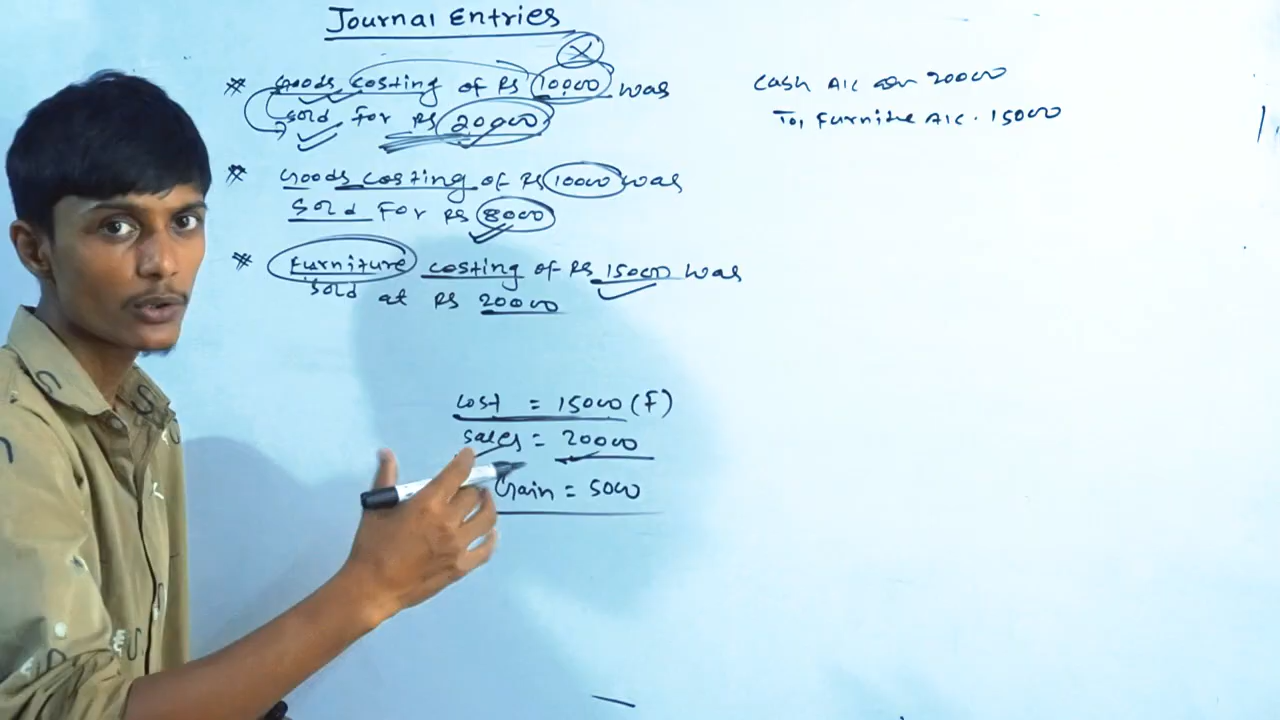 Journal Entries
* Goods costing of Rs 10000 was
sold for Rs 20000
* Goods costing of Rs 10000 was
sold for Rs 8000
* Furniture costing of Rs 15000 was
sold at Rs 20000
cost = 15000 (F)
sales = 20000
Gain = 5000
Cash A/c 20000
To, Furniture A/c. 15000